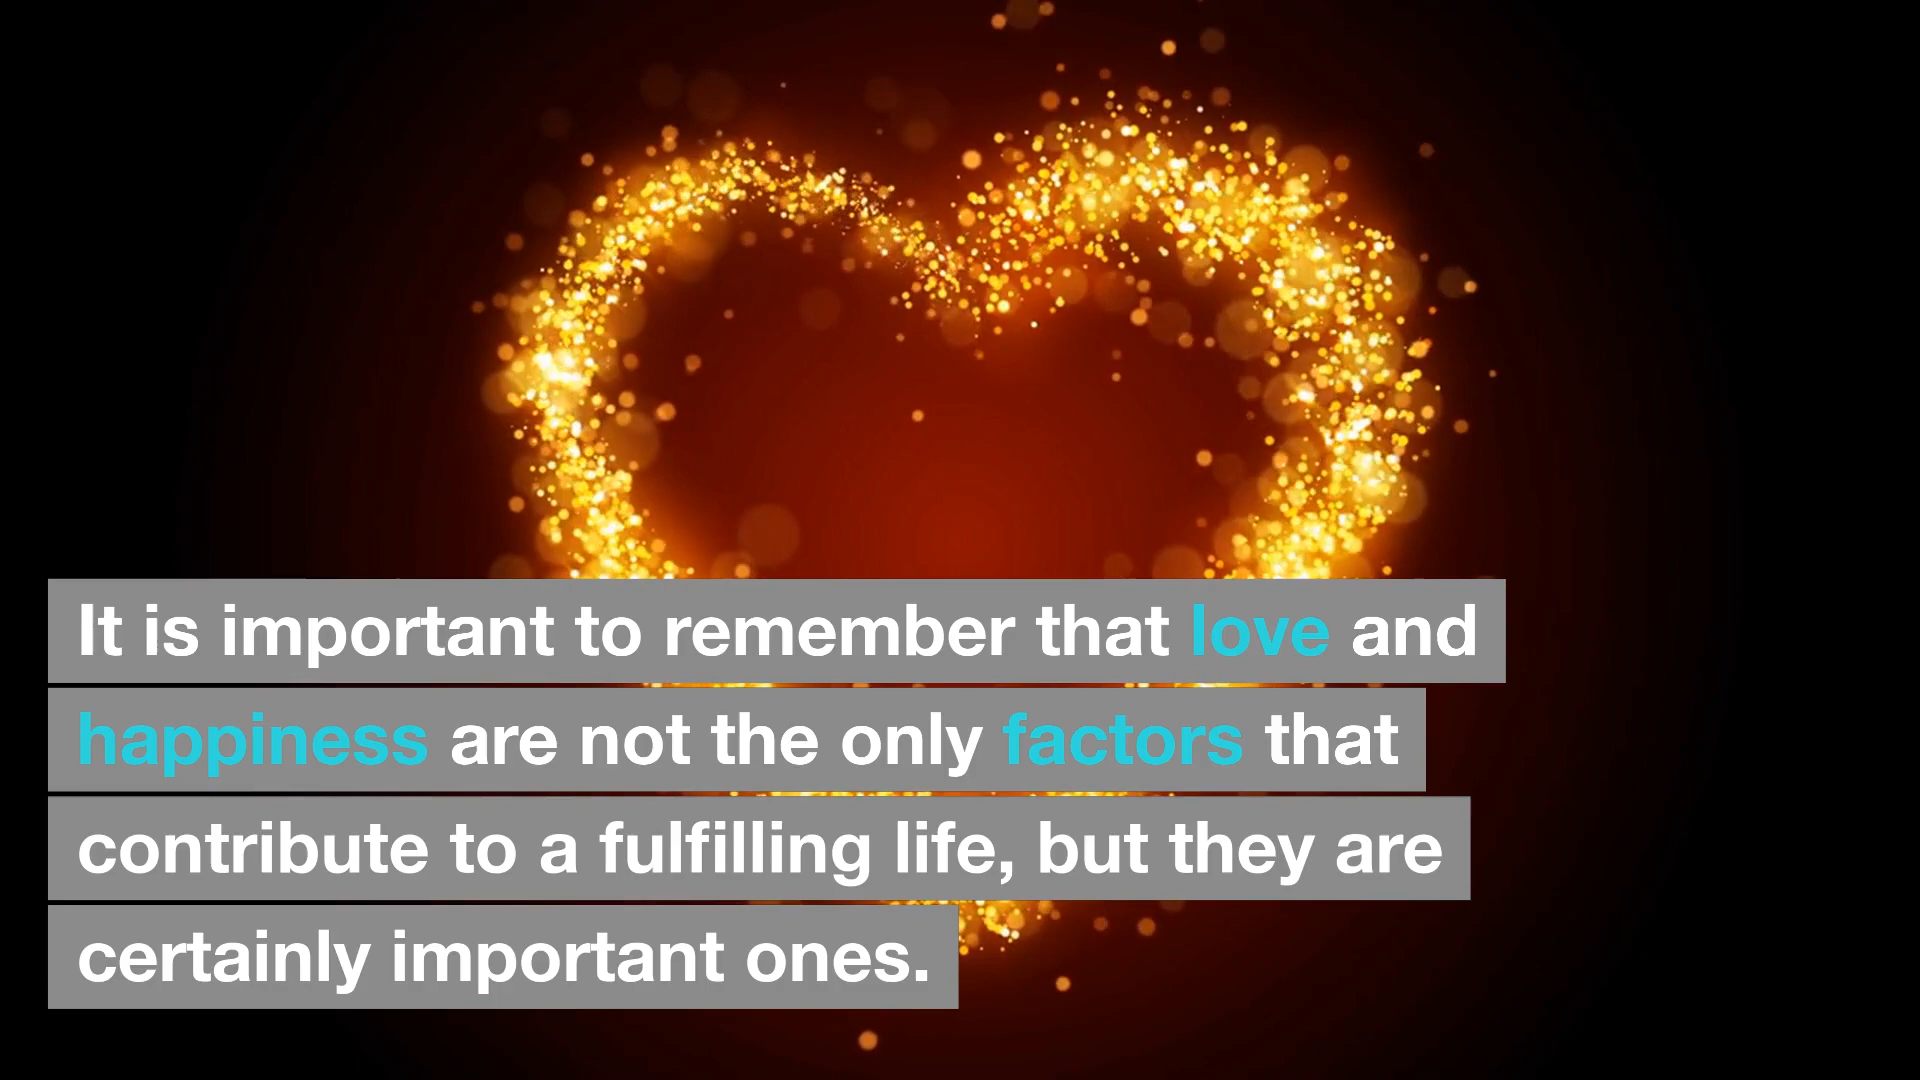 It is important to remember that love and
happiness are not the only factors that
contribute to a fulfilling life, but they are
certainly important ones.